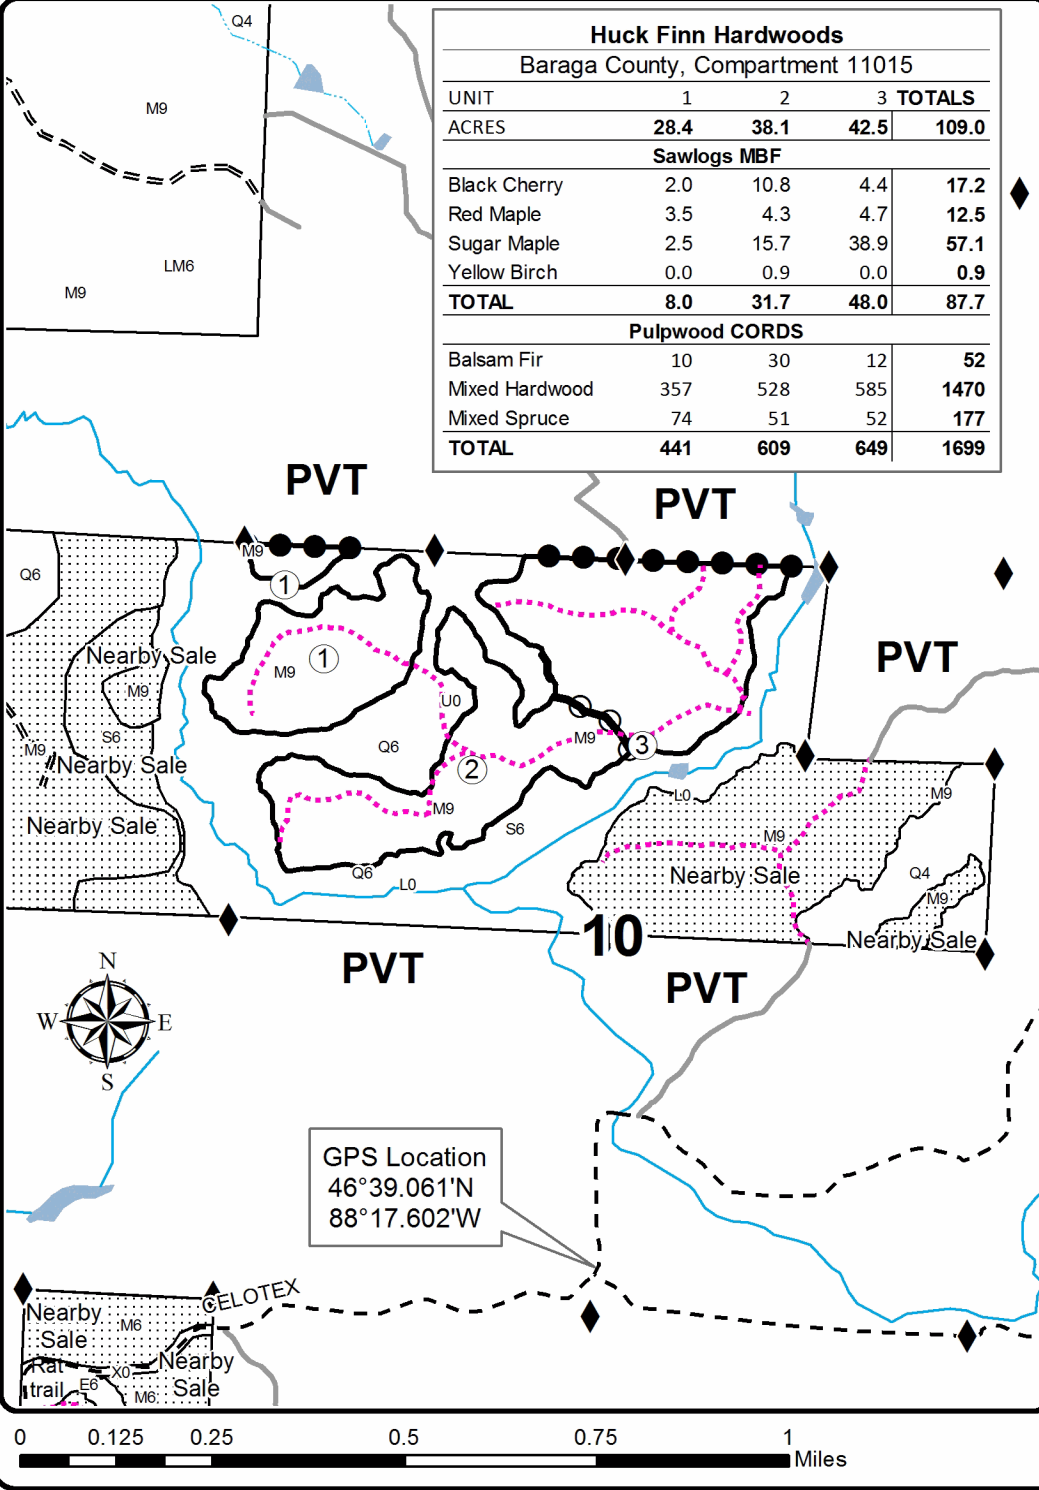 Huck Finn Hardwoods
Baraga County, Compartment 11015
UNIT 1 2 3 TOTALS
ACRES 28.4 38.1 42.5 109.0
Sawlogs MBF
Black Cherry 2.0 10.8 4.4 17.2
Red Maple 3.5 4.3 4.7 12.5
Sugar Maple 2.5 15.7 38.9 57.1
Yellow Birch 0.0 0.9 0.0 0.9
TOTAL 8.0 31.7 48.0 87.7
Pulpwood CORDS
Balsam Fir 10 30 12 52
Mixed Hardwood 357 528 585 1470
Mixed Spruce 74 51 52 177
TOTAL 441 609 649 1699
Q4
M9
LM6
M9
PVT
PVT
M9
Q6
1
Nearby Sale
PVT
1
M9
M9
U0
S6
M9
Q6
M9
3
Nearby Sale
2
L0
M9
M9
Nearby Sale
S6
M9
Nearby Sale
Q6
L0
Q4
M9
10
Nearby Sale
PVT
PVT
N
W E
S
GPS Location
46°39.061'N
88°17.602'W
CELOTEX
Nearby
Sale
M6
Nearby
Sale
Rat
trail
X0
E6
M6
0 0.125 0.25 0.5 0.75 1
Miles